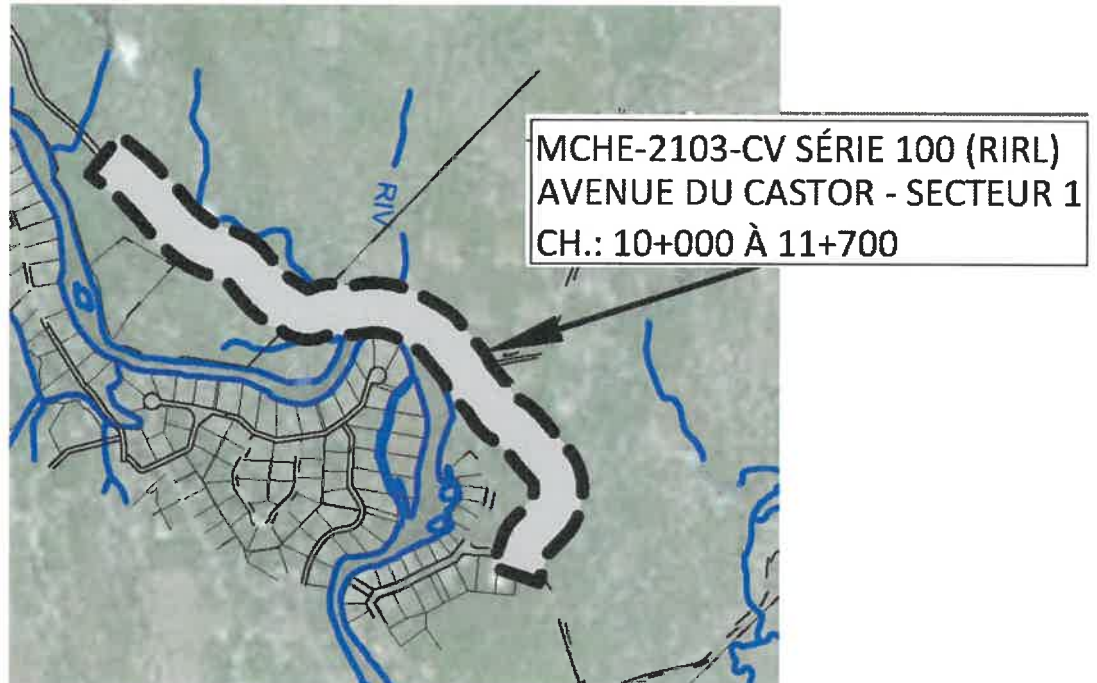 MCHE-2103-CV SÉRIE 100 (RIRL)
AVENUE DU CASTOR - SECTEUR 1
CH.: 10+000 À 11+700
RIV